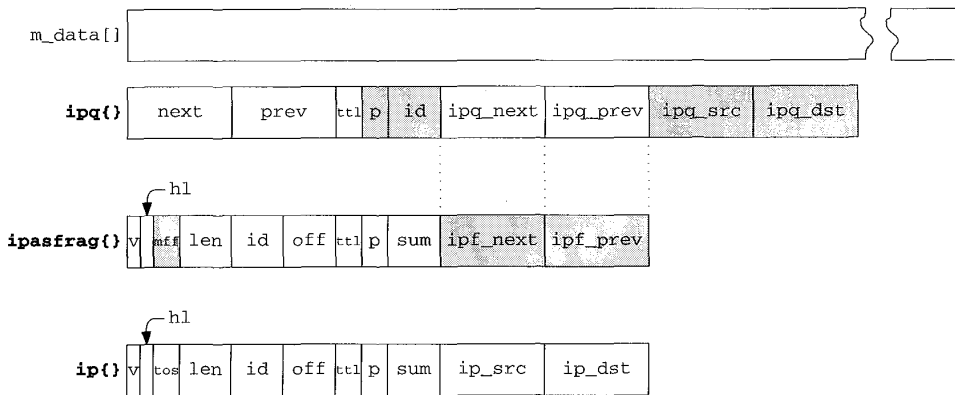 m_data[]
ipq{} next prev ttl p id ipq_next ipq_prev ipq_src ipq_dst
hl
ipasfrag{} v mff len id off ttl p sum ipf_next ipf_prev
hl
ip{} v tos len id off ttl p sum ip_src ip_dst